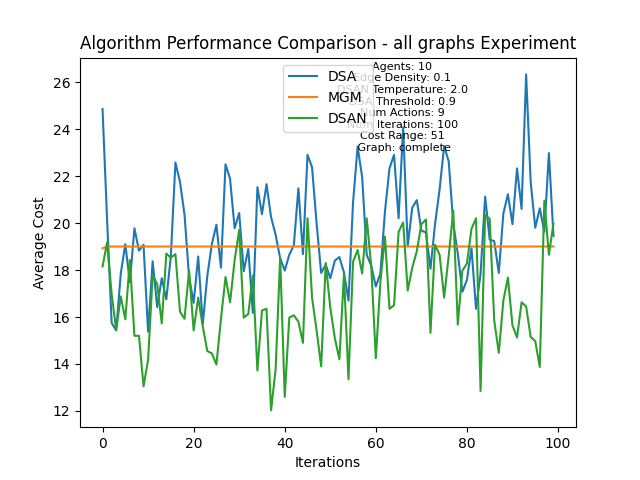 Algorithm Performance Comparison - all graphs Experiment
Agents: 10
Edge Density: 0.1
DSAN Temperature: 2.0
DSA Threshold: 0.9
Num Actions: 9
Num Iterations: 100
Cost Range: 51
Graph: complete
DSA
MGM
DSAN
26
24
22
20
18
16
14
12
Average Cost
0
20
40
60
80
100
Iterations